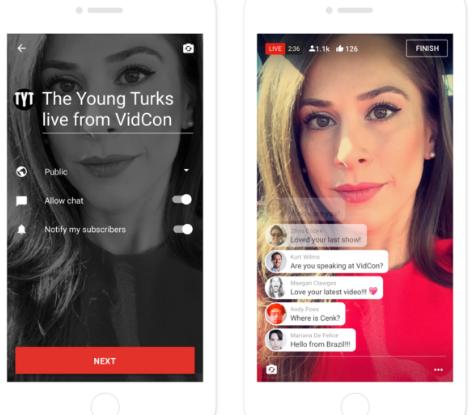 TYT
The Young Turks
live from VidCon
Public
Allow chat
Notify my subscribers
NEXT
LIVE 2:36 1.1k 126 FINISH
Loved your last show!
Kurt Wilms
Are you speaking at VidCon?
Maegan Clawges
Love your latest video!!!
Andy Poes
Where is Cenk?
Mariana De Felice
Hello from Brazil!!!!